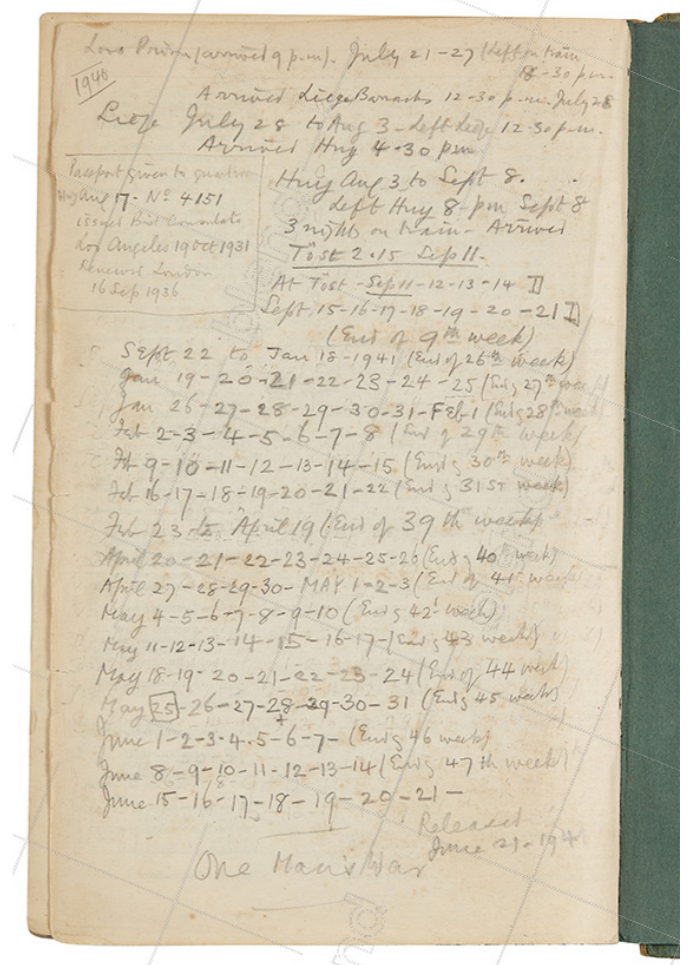 Loos Prison (arrived 9 p.m). July 21-27 (left on train
8-30 p.m.
1940
Arrived Liege Barracks 12-30 p.m. July 28
Liege July 28 to Aug 3 - left Liege 12-30 p.m.
Arrived Huy 4-30 pm.
Passport given to
Huy Aug 17- No 4151
issued Brit Consulate
Los Angeles 19 oct 1931
Renewed London
16 Sep 1936
Huy Aug 3 to Sept 8.
left Huy 8-pm Sept 8
3 nights on train - Arrived
Tost 2.15 Sep 11.
At Tost - Sep 11-12-13-14
Sept 15-16-17-18-19-20-21
(End of 9th week)
Sept 22 to Jan 18-1941 (End of 26th week)
Jan 19-20-21-22-23-24-25 (End of 27th week)
Jan 26-27-28-29-30-31-Feb-1 (End of 28th week)
Feb 2-3-4-5-6-7-8 (End of 29th week)
Feb 9-10-11-12-13-14-15 (End of 30th week)
Feb 16-17-18-19-20-21-22 (End of 31st week)
Feb 23 to April 19 (End of 39th week)
April 20-21-22-23-24-25-26 (End of 40th week)
April 27-28-29-30-MAY 1-2-3 (End of 41st week)
May 4-5-6-7-8-9-10 (End of 42 week)
May 11-12-13-14-15-16-17- (End of 43 week)
May 18-19-20-21-22-23-24 (End of 44 week)
May 25-26-27-28-29-30-31 (End of 45 week)
June 1-2-3-4-5-6-7- (End of 46 week)
June 8-9-10-11-12-13-14 (End of 47th week)
June 15-16-17-18-19-20-21-
Released
June 21-194
One Man's War